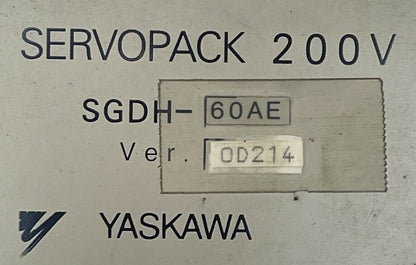 SERVOPACK 200V
SGDH-60AE
Ver. 0D214
YASKAWA